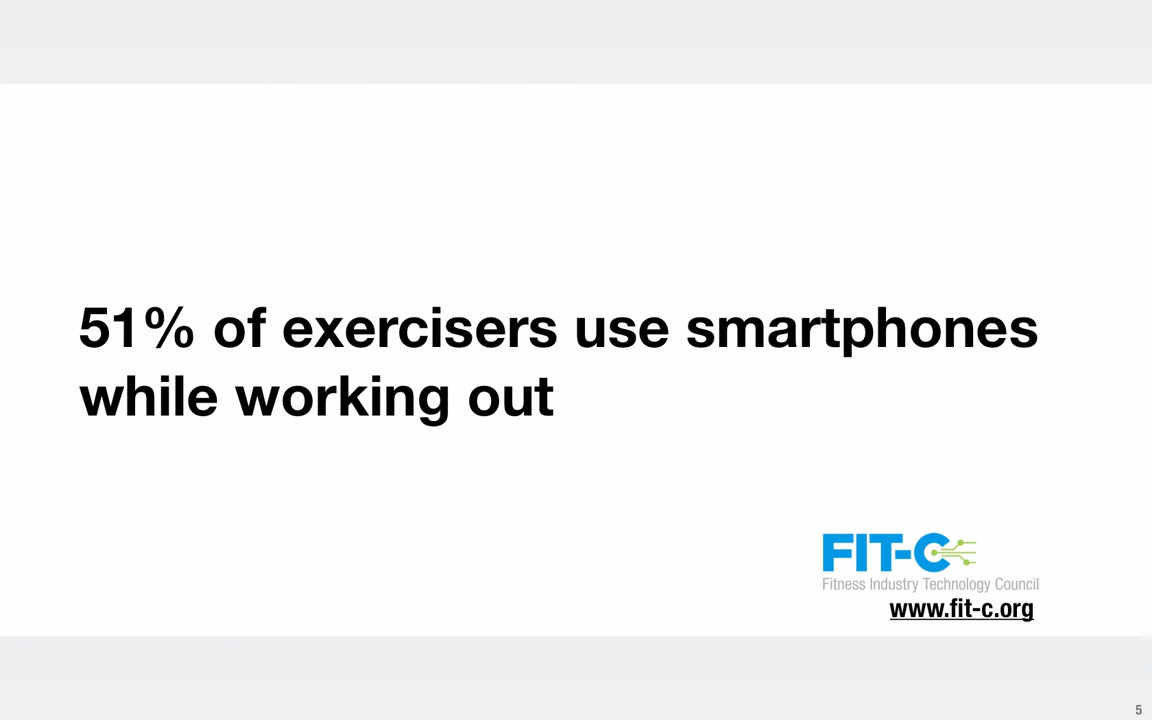 51% of exercisers use smartphones
while working out
FIT-C
Fitness Industry Technology Council
www.fit-c.org
5